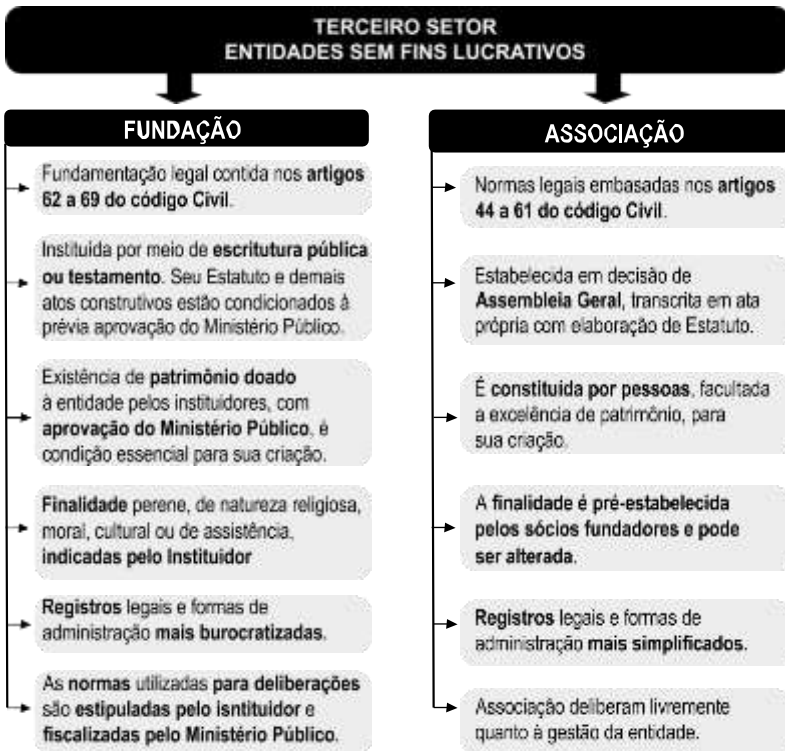 TERCEIRO SETOR
ENTIDADES SEM FINS LUCRATIVOS
FUNDAÇÃO
Fundamentação legal contida nos artigos
62 a 69 do código Civil.
Instituida por meio de escritura pública
ou testamento. Seu Estatuto e demais
atos construtivos estão condicionados à
prévia aprovação do Ministério Público.
Existência de patrimônio doado
à entidade pelos instituidores, com
aprovação do Ministério Público, é
condição essencial para sua criação.
Finalidade perene, de natureza religiosa,
moral, cultural ou de assistência,
indicadas pelo Instituidor
Registros legais e formas de
administração mais burocratizadas.
As normas utilizadas para deliberações
são estipuladas pelo isntituidor e
fiscalizadas pelo Ministério Público.
ASSOCIAÇÃO
Normas legais embasadas nos artigos
44 a 61 do código Civil.
Estabelecida em decisão de
Assembleia Geral, transcrita em ata
própria com elaboração de Estatuto.
É constituida por pessoas, facultada
a excelência de patrimônio, para
sua criação.
A finalidade é pré-estabelecida
pelos sócios fundadores e pode
ser alterada.
Registros legais e formas de
administração mais simplificados.
Associação deliberam livremente
quanto à gestão da entidade.